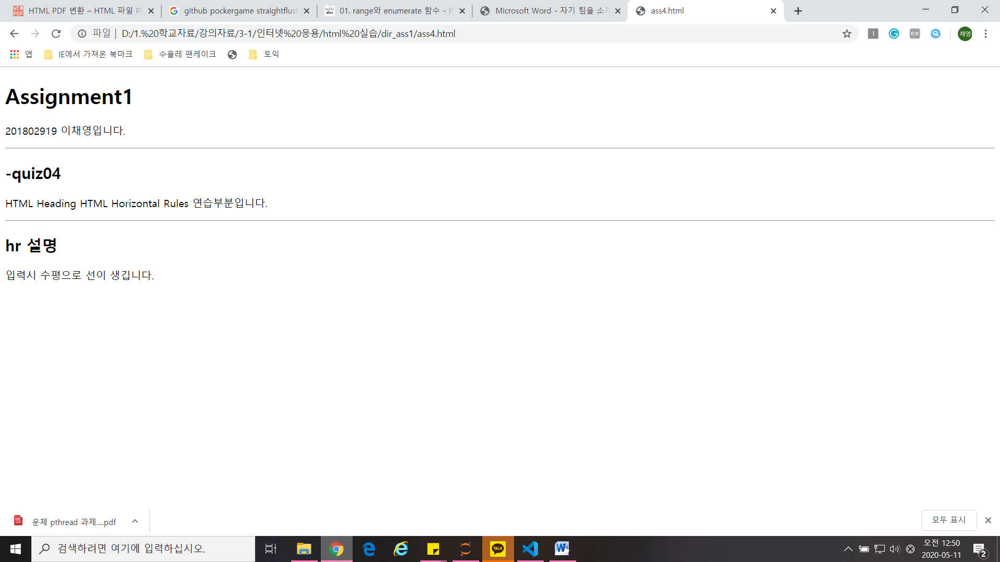 HTML PDF 변환 – HTML 파일 PD
github pockergame straightflush
01. range와 enumerate 함수 - P
Microsoft Word - 자기 팀을 소개
ass4.html
파일 | D:/1.%20학교자료/강의자료/3-1/인터넷%20응용/html%20실습/dir_ass1/ass4.html
채영
앱
IE에서 가져온 북마크
수플레 팬케이크
토익
Assignment1
201802919 이채영입니다.
-quiz04
HTML Heading HTML Horizontal Rules 연습부분입니다.
hr 설명
입력시 수평으로 선이 생깁니다.
운체 pthread 과제....pdf
모두 표시
검색하려면 여기에 입력하십시오.
TALK
오전 12:50
2020-05-11
2